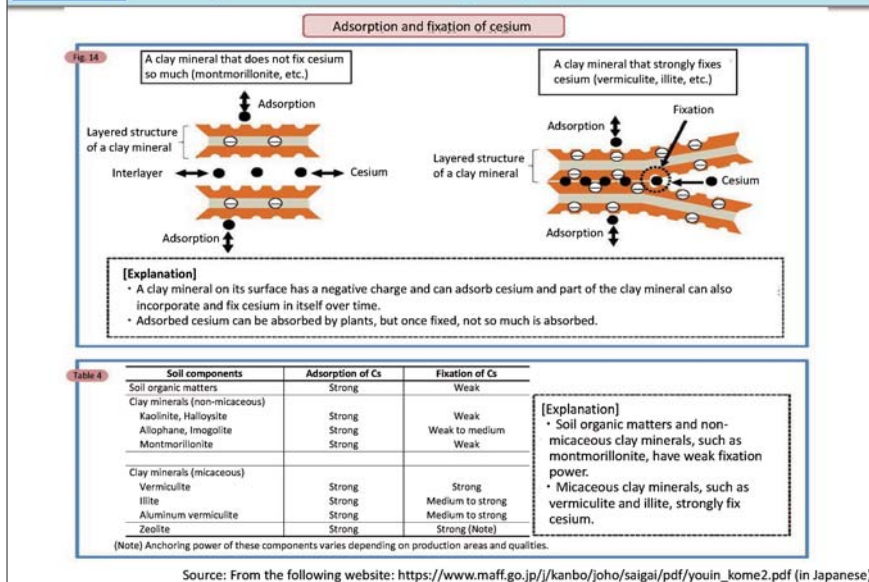 Adsorption and fixation of cesium
Fig. 14
A clay mineral that does not fix cesium
so much (montmorillonite, etc.)
Adsorption
Layered structure
of a clay mineral
Interlayer
Cesium
Adsorption
A clay mineral that strongly fixes
cesium (vermiculite, illite, etc.)
Fixation
Adsorption
Layered structure
of a clay mineral
Cesium
Adsorption
[Explanation]
・ A clay mineral on its surface has a negative charge and can adsorb cesium and part of the clay mineral can also
incorporate and fix cesium in itself over time.
・ Adsorbed cesium can be absorbed by plants, but once fixed, not so much is absorbed.
Table 4
Soil components Adsorption of Cs Fixation of Cs
Soil organic matters Strong Weak
Clay minerals (non-micaceous)
Kaolinite, Halloysite Strong Weak
Allophane, Imogolite Strong Weak to medium
Montmorillonite Strong Weak
Clay minerals (micaceous)
Vermiculite Strong Strong
Illite Strong Medium to strong
Aluminum vermiculite Strong Medium to strong
Zeolite Strong Strong (Note)
(Note) Anchoring power of these components varies depending on production areas and qualities.
[Explanation]
・ Soil organic matters and non-
micaceous clay minerals, such as
montmorillonite, have weak fixation
power.
・ Micaceous clay minerals, such as
vermiculite and illite, strongly fix
cesium.
Source: From the following website: https://www.maff.go.jp/j/kanbo/joho/saigai/pdf/youin_kome2.pdf (in Japanese)